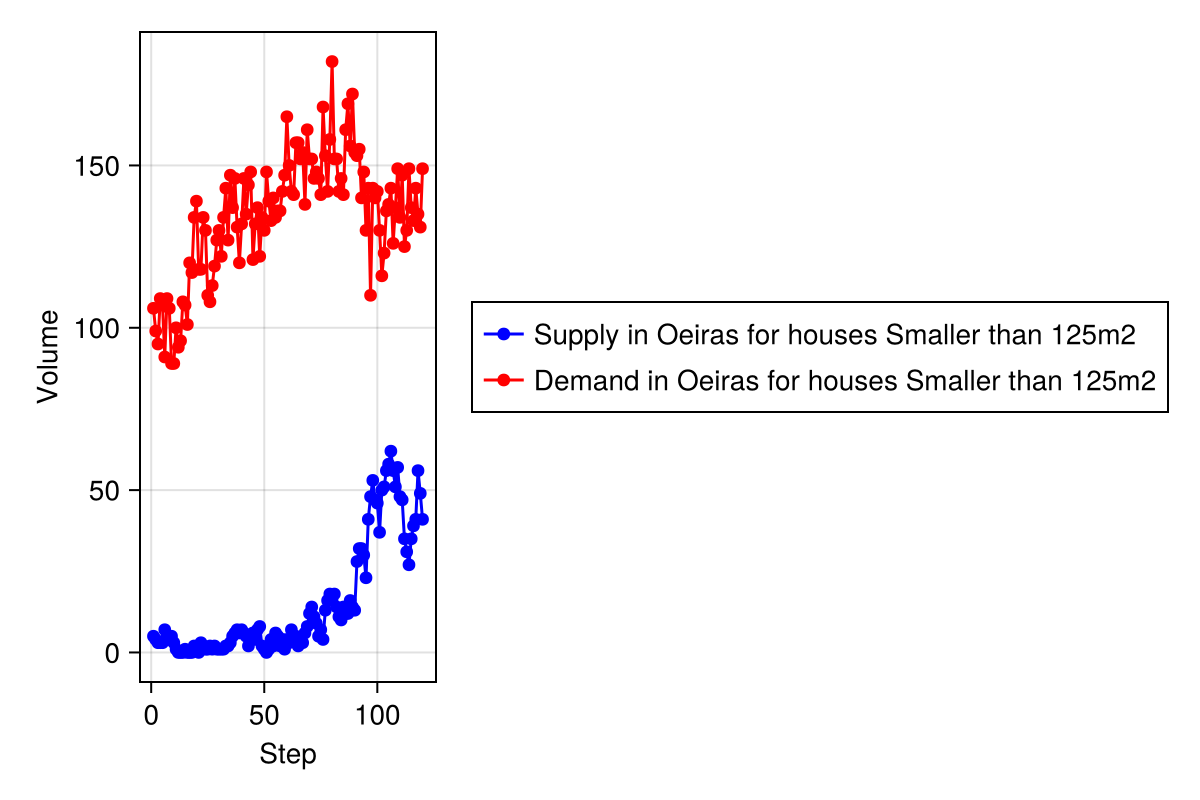 Volume
150
100
50
0
0 50 100
Step
Supply in Oeiras for houses Smaller than 125m2
Demand in Oeiras for houses Smaller than 125m2